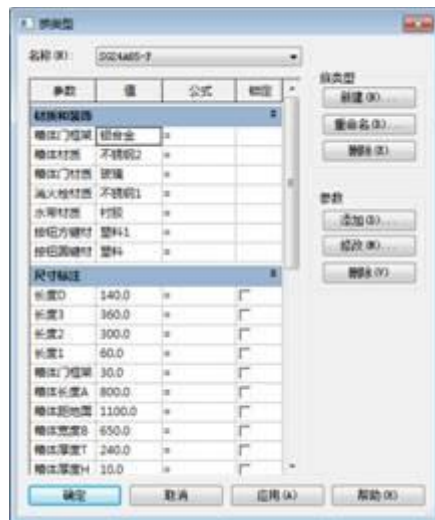 族类型
名称(N): SG24A65-P
参数 值 公式 锁定
材质和装饰
箱体门框架 铝合金 =
箱体材质 不锈钢2 =
箱体门材质 玻璃 =
消火栓材质 不锈钢1 =
水带材质 衬胶 =
按钮方键材 塑料1 =
按钮圆键材 塑料 =
尺寸标注
长度D 140.0 =
长度3 360.0 =
长度2 300.0 =
长度1 60.0 =
箱体门框架 30.0 =
箱体长度A 800.0 =
箱体距地面 1100.0 =
箱体宽度B 650.0 =
箱体厚度T 240.0 =
箱体厚度H 10.0 =
族类型
新建(N)...
重命名(R)...
删除(E)
参数
添加(D)...
修改(M)...
删除(V)
确定 取消 应用(A) 帮助(H)